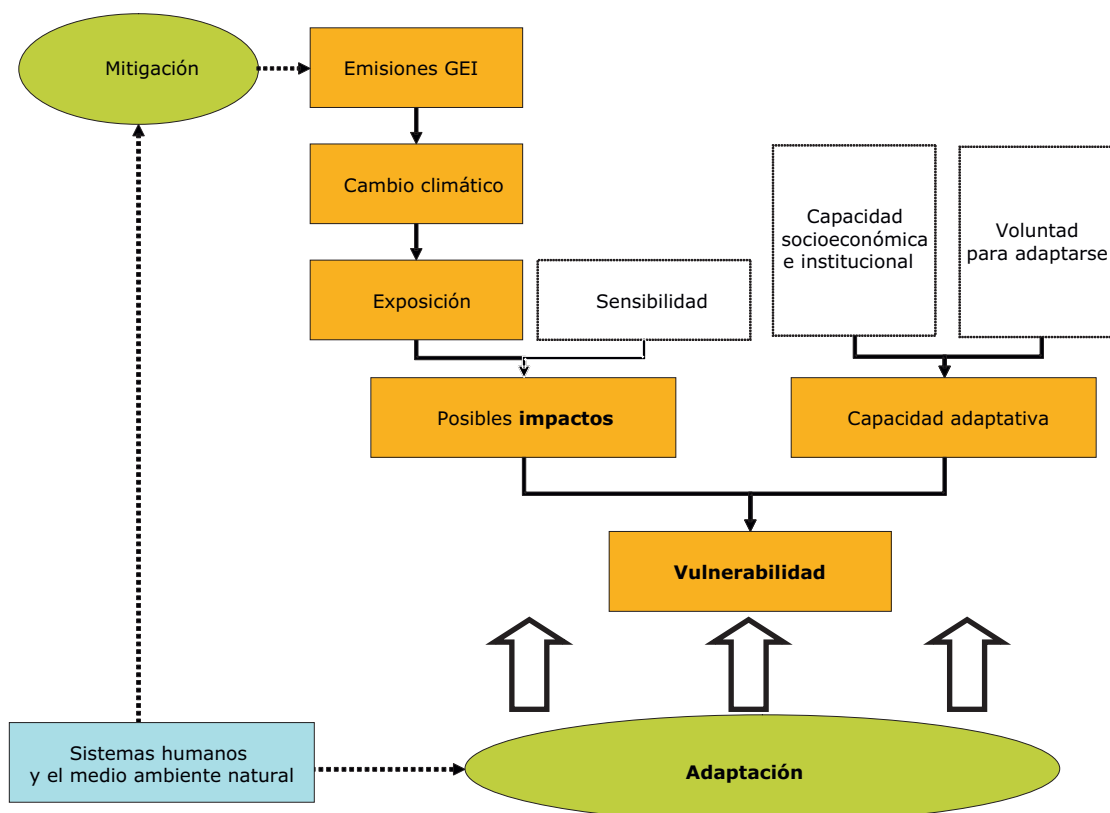 Mitigación
Emisiones GEI
Cambio climático
Capacidad
socioeconómica
e institucional
Voluntad
para adaptarse
Exposición
Sensibilidad
Posibles impactos
Capacidad adaptativa
Vulnerabilidad
Sistemas humanos
y el medio ambiente natural
Adaptación